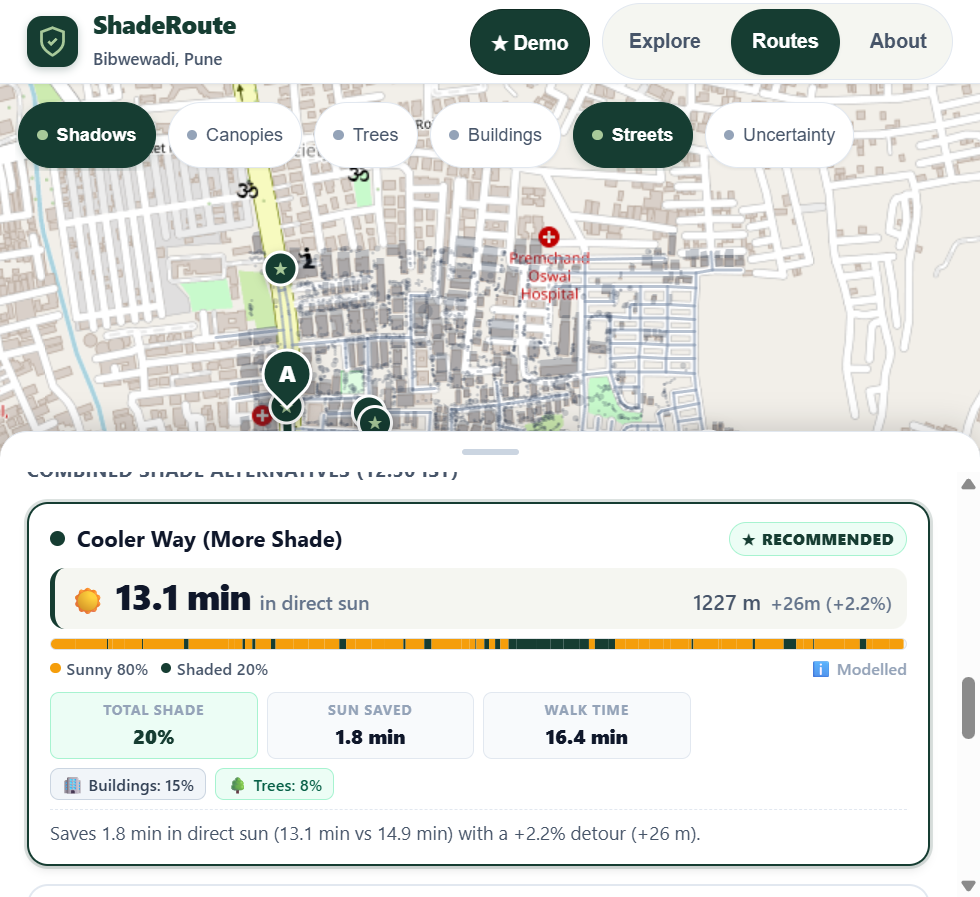 ShadeRoute
Bibwewadi, Pune
★ Demo
Explore
Routes
About
Shadows
Canopies
Trees
Buildings
Streets
Uncertainty
ॐ
ॐ
Premchand
Oswal
Hospital
A
COMBINED SHADE ALTERNATIVES (12:30 IST)
Cooler Way (More Shade)
★ RECOMMENDED
13.1 min in direct sun
1227 m +26m (+2.2%)
Sunny 80% Shaded 20%
ℹ Modelled
TOTAL SHADE
20%
SUN SAVED
1.8 min
WALK TIME
16.4 min
Buildings: 15%
Trees: 8%
Saves 1.8 min in direct sun (13.1 min vs 14.9 min) with a +2.2% detour (+26 m).